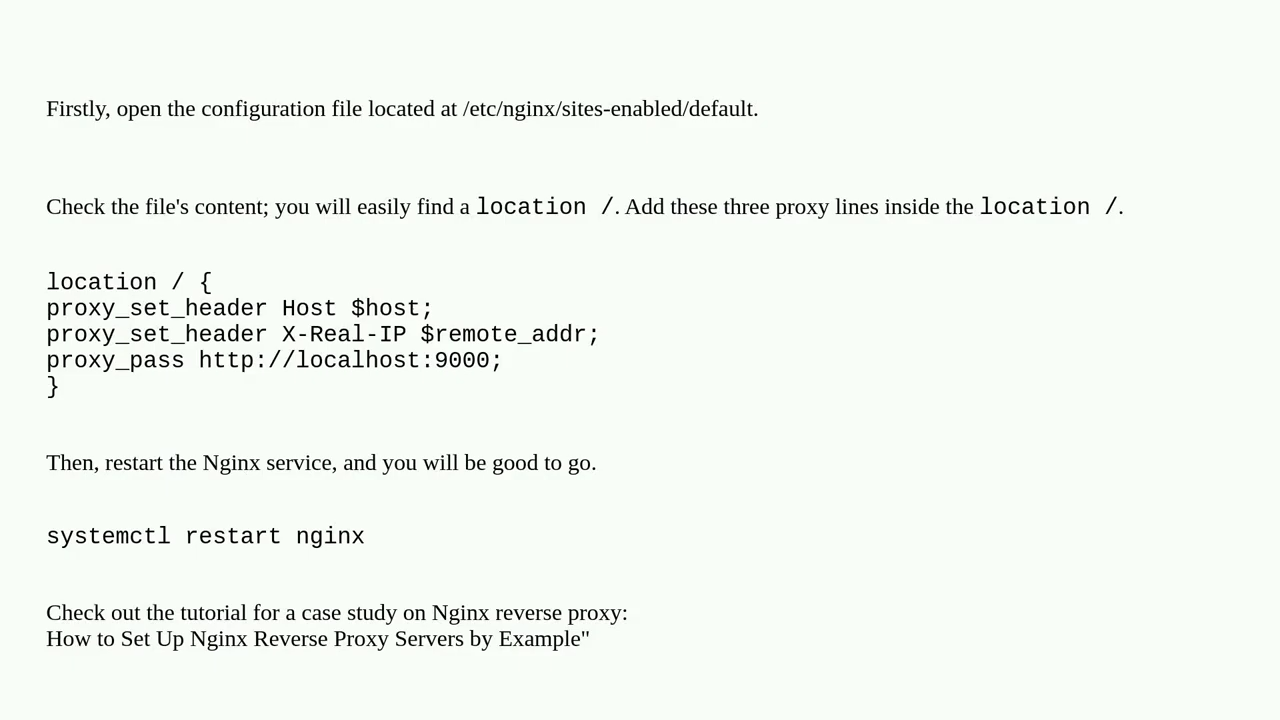 Firstly, open the configuration file located at /etc/nginx/sites-enabled/default.
Check the file's content; you will easily find a location /. Add these three proxy lines inside the location /.
location / {
proxy_set_header Host $host;
proxy_set_header X-Real-IP $remote_addr;
proxy_pass http://localhost:9000;
}
Then, restart the Nginx service, and you will be good to go.
systemctl restart nginx
Check out the tutorial for a case study on Nginx reverse proxy:
How to Set Up Nginx Reverse Proxy Servers by Example"